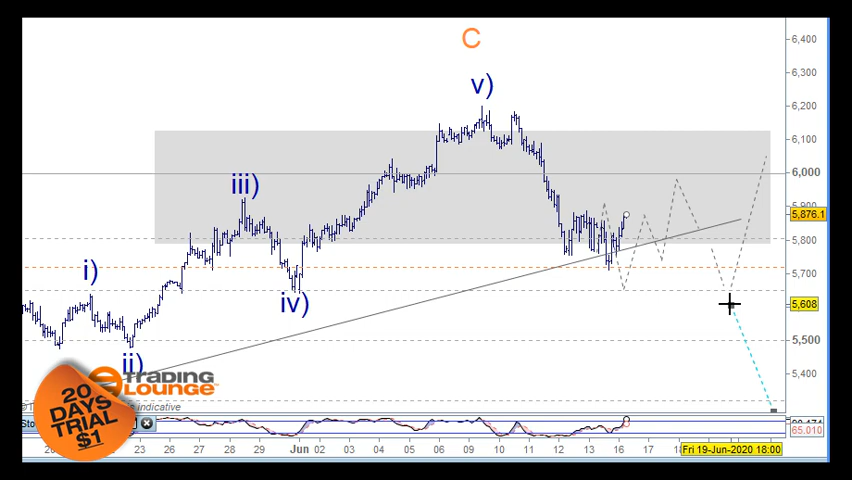 C
6,400
6,300
v)
6,200
6,100
6,000
iii)
5,900
5,876.1
5,800
i)
5,700
iv)
5,608
5,500
ii)
TRADING
LOUNGE
5,400
indicative
20
DAYS
TRIAL
$1
65.010
23 26 27 28 29 Jun 02 03 04 05 08 09 10 11 12 13 16 17 Fri 19-Jun-2020 18:00